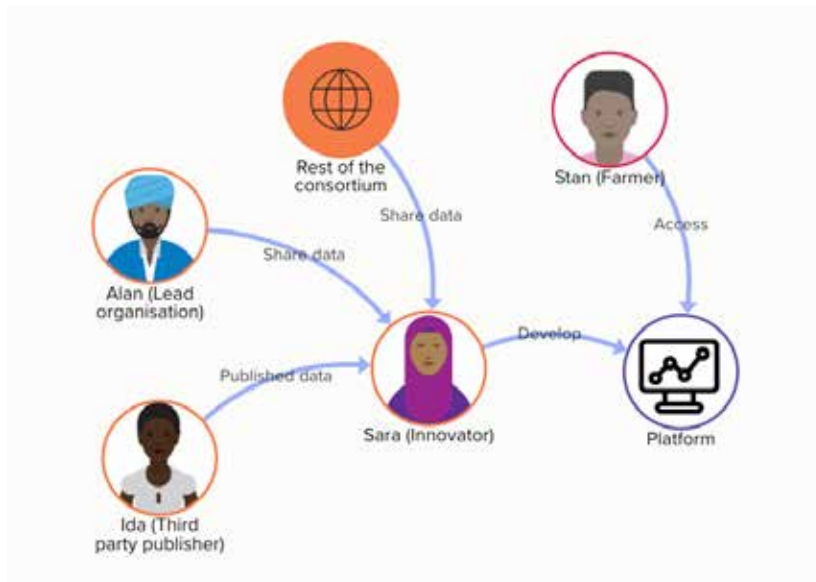 Rest of the
consortium
Stan (Farmer)
Share data
Access
Share data
Alan (Lead
organisation)
Develop
Published data
Sara (Innovator)
Platform
Ida (Third
party publisher)